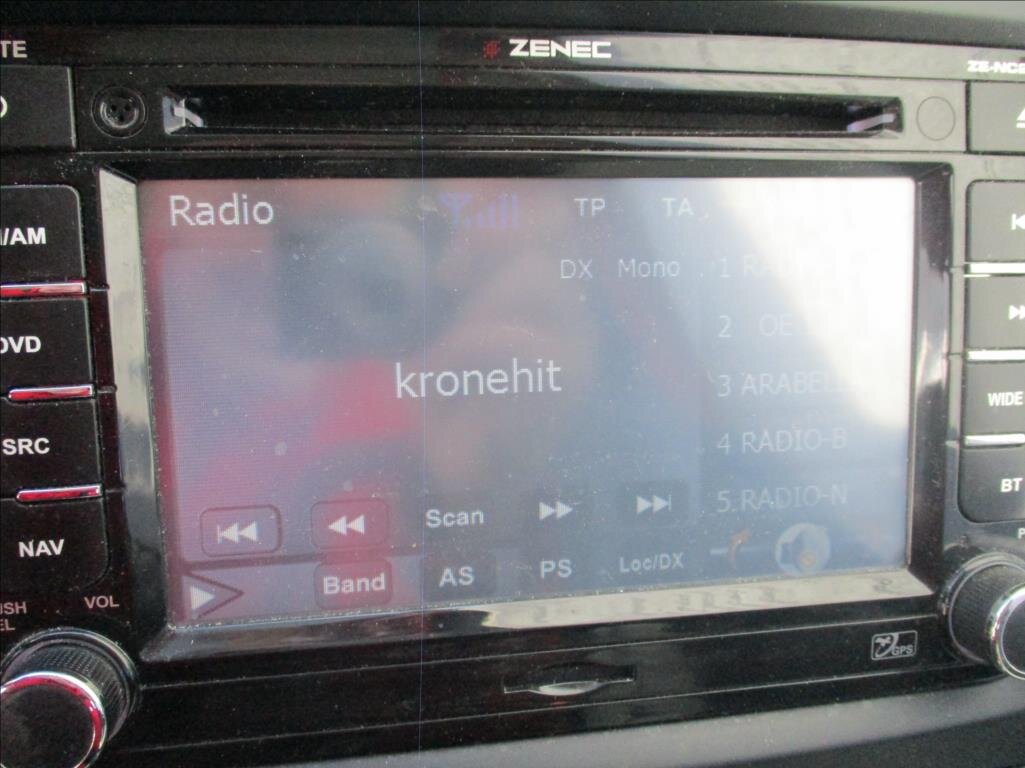 ZENEC
Radio
TP TA
DX Mono
kronehit
1
2 OE
3 ARABEL
4 RADIO-B
5 RADIO-N
Scan
Band AS PS Loc/DX
/AM
SRC
NAV
VOL
WIDE
BT
GPS